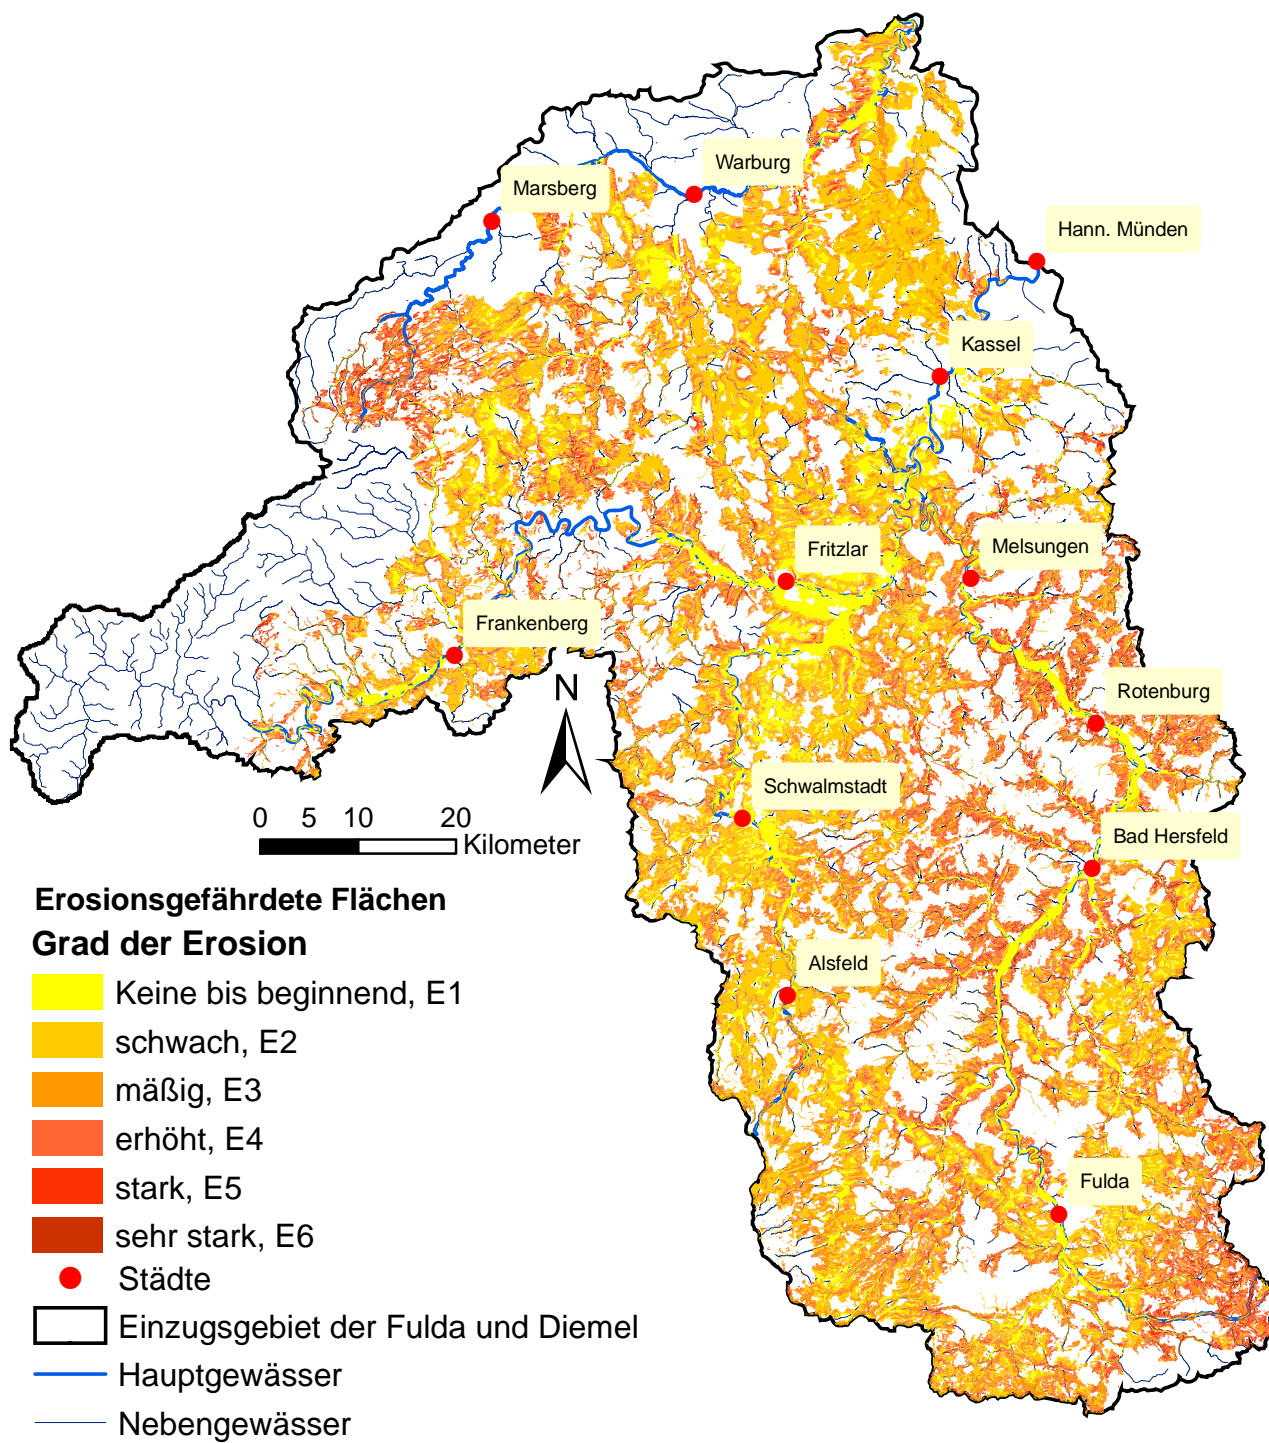 Warburg
Marsberg
Hann. Münden
Kassel
Fritzlar
Melsungen
Frankenberg
N
Rotenburg
Schwalmstadt
0 5 10 20
Kilometer
Bad Hersfeld
Erosionsgefährdete Flächen
Grad der Erosion
Alsfeld
Keine bis beginnend, E1
schwach, E2
mäßig, E3
erhöht, E4
stark, E5
Fulda
sehr stark, E6
Städte
Einzugsgebiet der Fulda und Diemel
Hauptgewässer
Nebengewässer